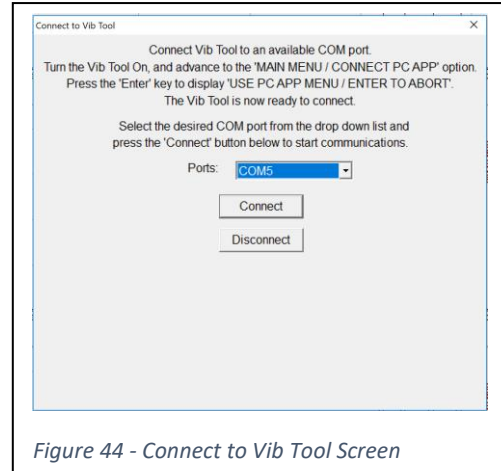 Connect to Vib Tool
Connect Vib Tool to an available COM port.
Turn the Vib Tool On, and advance to the 'MAIN MENU / CONNECT PC APP' option.
Press the 'Enter' key to display 'USE PC APP MENU / ENTER TO ABORT'.
The Vib Tool is now ready to connect.
Select the desired COM port from the drop down list and
press the 'Connect' button below to start communications.
Ports: COM5
Connect
Disconnect
Figure 44 - Connect to Vib Tool Screen